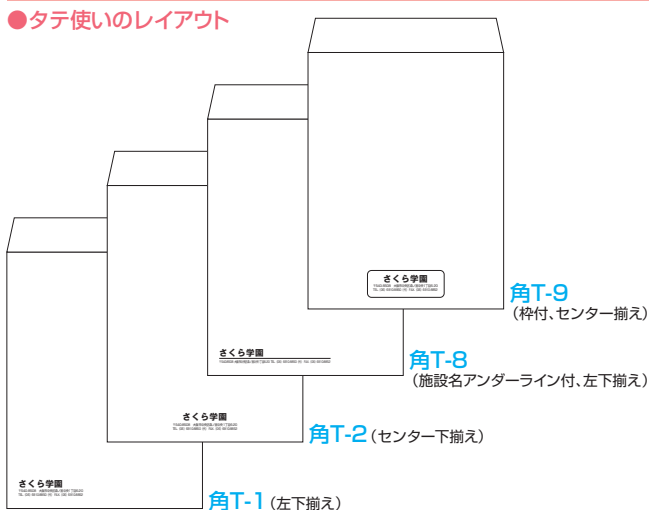 ●タテ使いのレイアウト
さくら学園
角T-9
(枠付、センター揃え)
さくら学園
角T-8
(施設名アンダーライン付、左下揃え)
さくら学園
角T-2(センター下揃え)
さくら学園
角T-1(左下揃え)